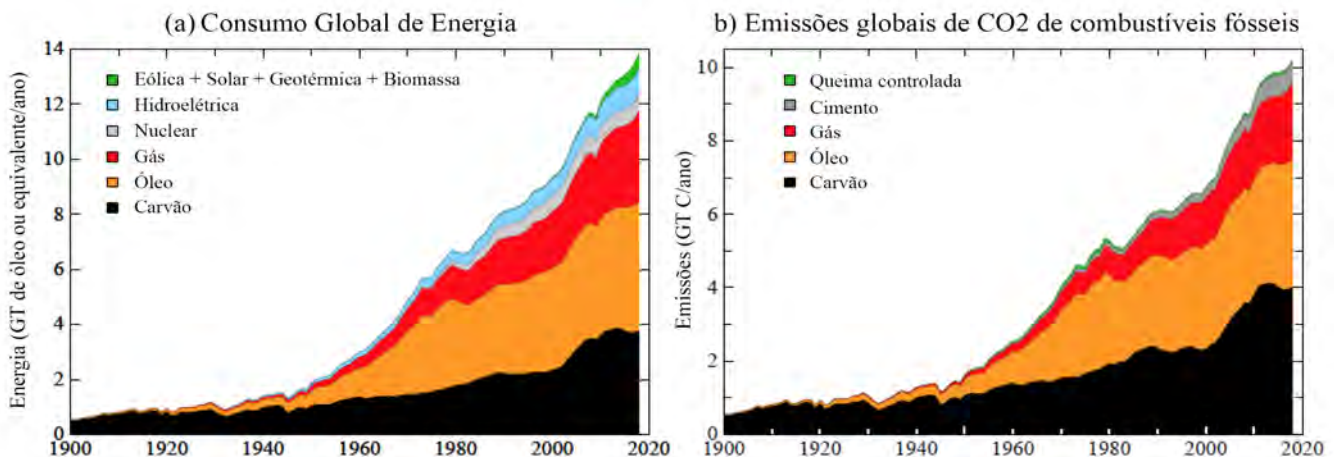 (a) Consumo Global de Energia
Energia (GT de óleo ou equivalente/ano)
14
12
10
14
8
6
4
2
0
Eólica + Solar + Geotérmica + Biomassa
Hidroelétrica
Nuclear
Gás
Óleo
Carvão
1900 1920 1940 1960 1980 2000 2020
b) Emissões globais de CO2 de combustíveis fósseis
Emissões (GT C/ano)
10
8
6
4
2
0
Queima controlada
Cimento
Gás
Óleo
Carvão
1900 1920 1940 1960 1980 2000 2020